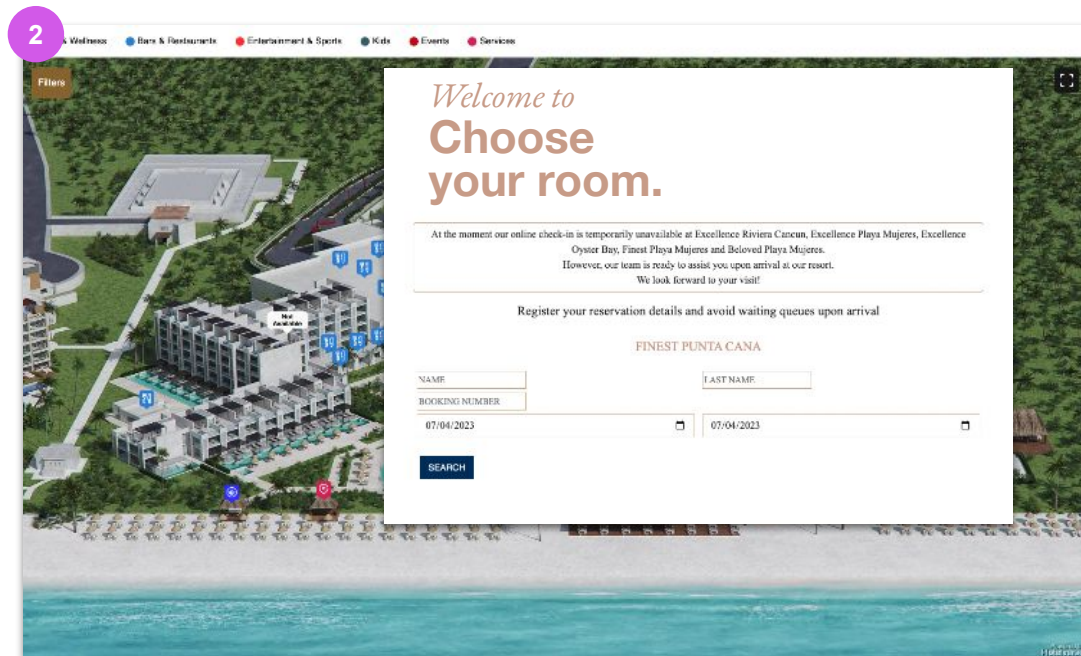 2
& Wellness Bars & Restaurants Entertainment & Sports Kids Events Services
Filters
Welcome to
Choose
your room.
At the moment our online check-in is temporarily unavailable at Excellence Riviera Cancun, Excellence Playa Mujeres, Excellence
Oyster Bay, Finest Playa Mujeres and Beloved Playa Mujeres.
However, our team is ready to assist you upon arrival at our resort.
We look forward to your visit!
Register your reservation details and avoid waiting queues upon arrival
Not
Available
FINEST PUNTA CANA
NAME LAST NAME
BOOKING NUMBER
07/04/2023 07/04/2023
SEARCH